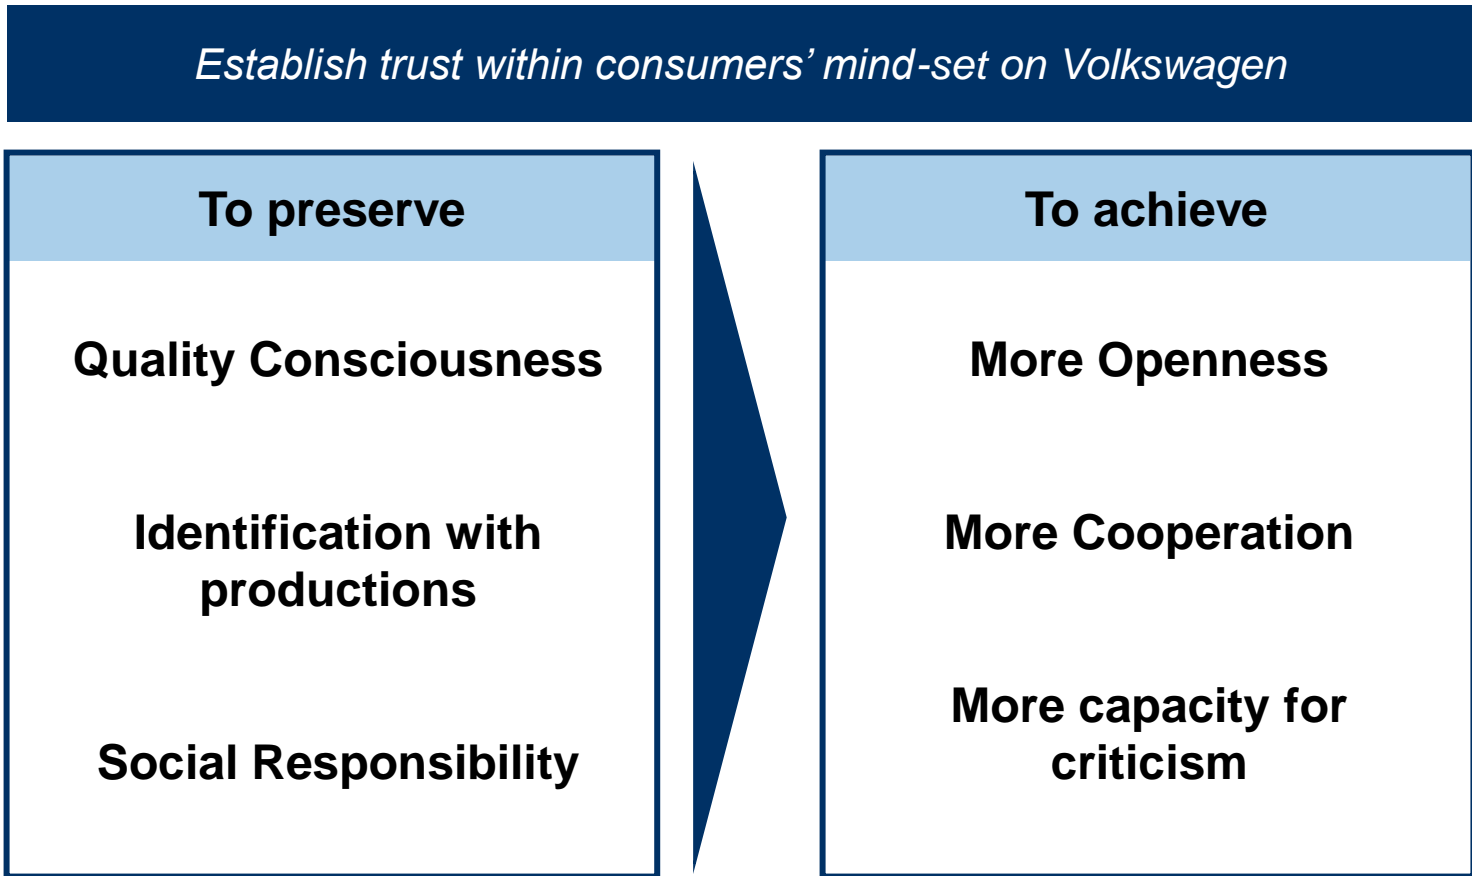 Establish trust within consumers’ mind-set on Volkswagen
To preserve
Quality Consciousness
Identification with
productions
Social Responsibility
To achieve
More Openness
More Cooperation
More capacity for
criticism